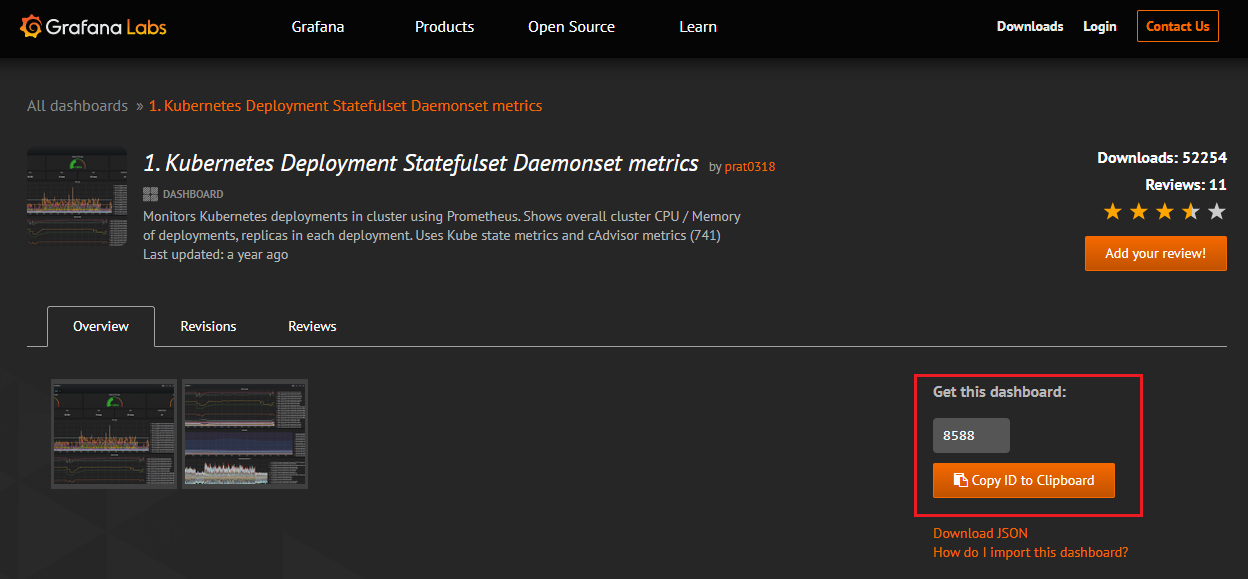 Grafana Labs
Grafana
Products
Open Source
Learn
Downloads
Login
Contact Us
All dashboards » 1. Kubernetes Deployment Statefulset Daemonset metrics
1. Kubernetes Deployment Statefulset Daemonset metrics by prat0318
DASHBOARD
Monitors Kubernetes deployments in cluster using Prometheus. Shows overall cluster CPU / Memory
of deployments, replicas in each deployment. Uses Kube state metrics and cAdvisor metrics (741)
Last updated: a year ago
Downloads: 52254
Reviews: 11
Add your review!
Overview
Revisions
Reviews
Get this dashboard:
8588
Copy ID to Clipboard
Download JSON
How do I import this dashboard?